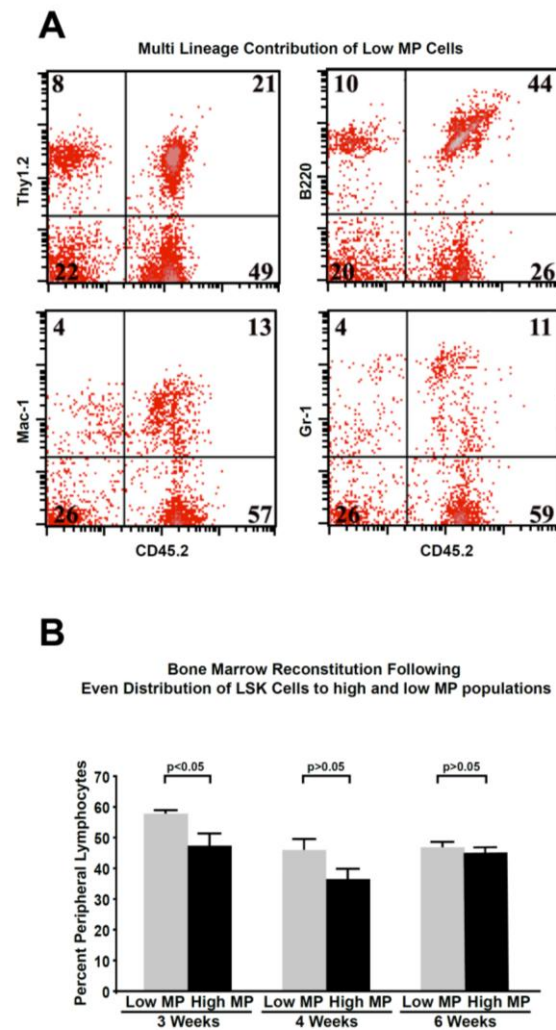 A
Multi Lineage Contribution of Low MP Cells
8 21
Thy1.2
22 49
10 44
B220
20 26
4 13
Mac-1
26 57
CD45.2
4 11
Gr-1
26 59
CD45.2
B
Bone Marrow Reconstitution Following
Even Distribution of LSK Cells to high and low MP populations
p<0.05 p>0.05 p>0.05
Percent Peripheral Lymphocytes
70
60
50
40
30
20
10
0
Low MP High MP Low MP High MP Low MP High MP
3 Weeks 4 Weeks 6 Weeks